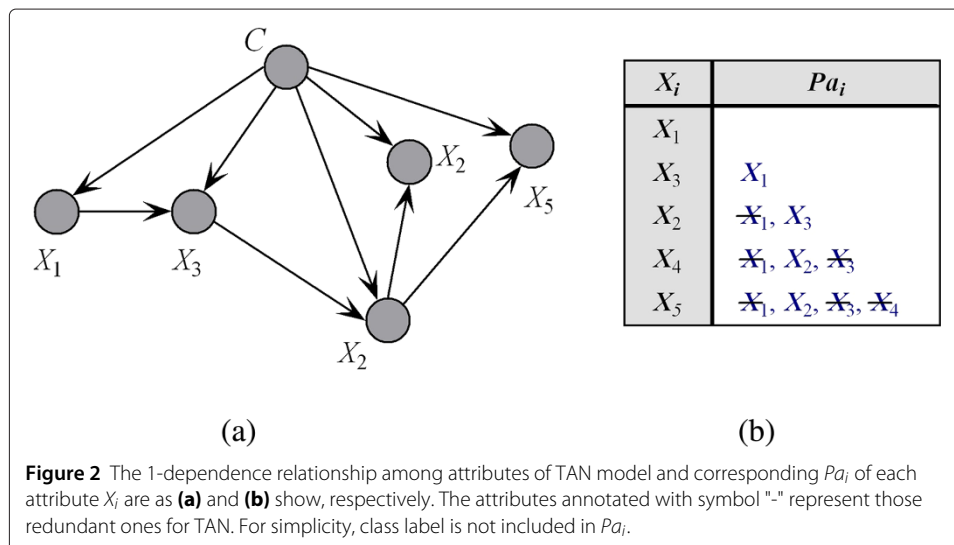 C
X1
X3
X2
X2
X5
(a)
Xi Pai
X1
X3 X1
X2 X1, X3
X4 X1, X2, X3
X5 X1, X2, X3, X4
(b)
Figure 2 The 1-dependence relationship among attributes of TAN model and corresponding Pai of each
attribute Xi are as (a) and (b) show, respectively. The attributes annotated with symbol "-" represent those
redundant ones for TAN. For simplicity, class label is not included in Pai.